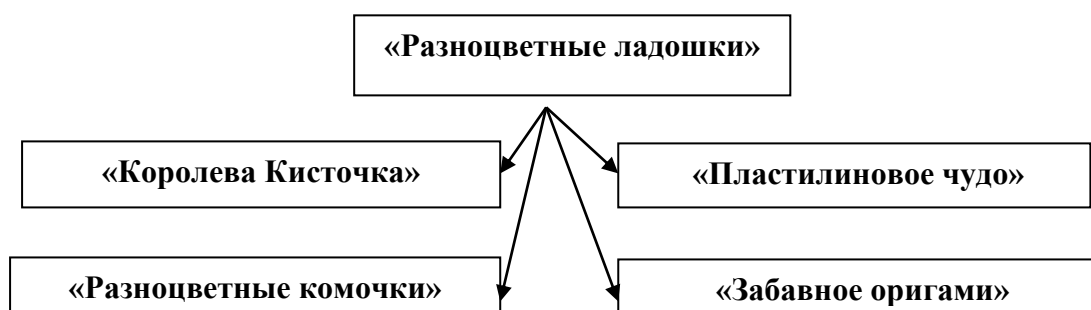 «Разноцветные ладошки»
«Королева Кисточка»
«Пластилиновое чудо»
«Разноцветные комочки»
«Забавное оригами»